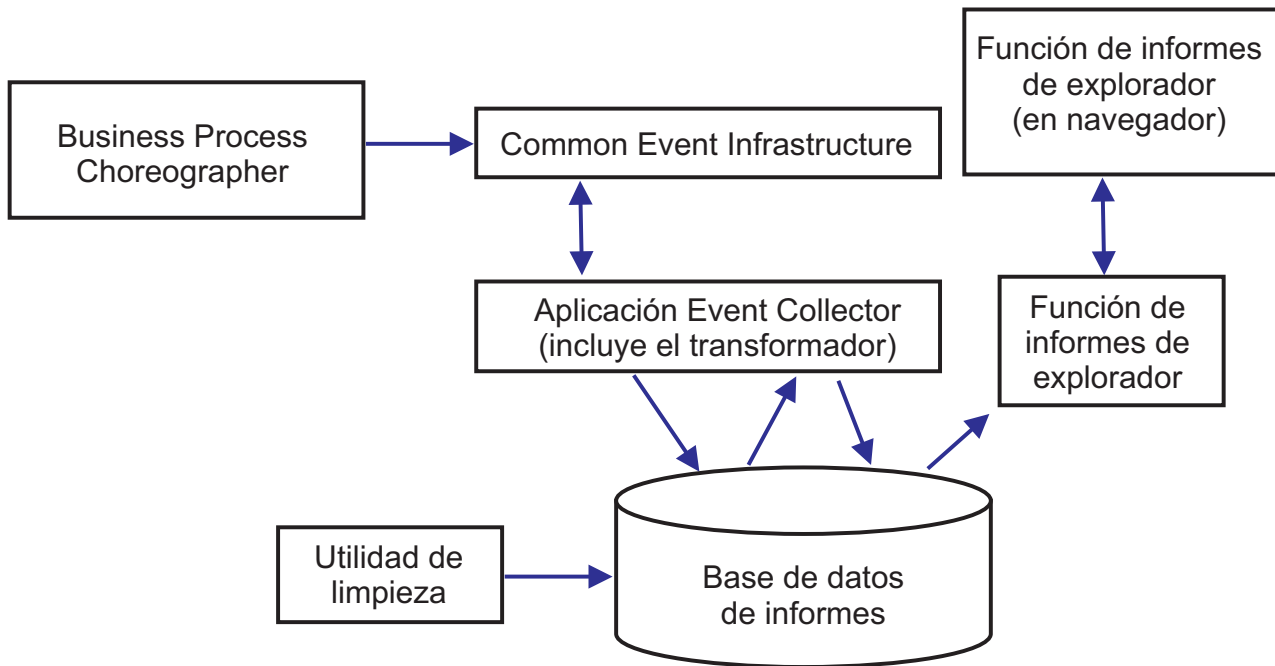 Business Process
Choreographer
Common Event Infrastructure
Función de informes
de explorador
(en navegador)
Aplicación Event Collector
(incluye el transformador)
Función de
informes de
explorador
Utilidad de
limpieza
Base de datos
de informes